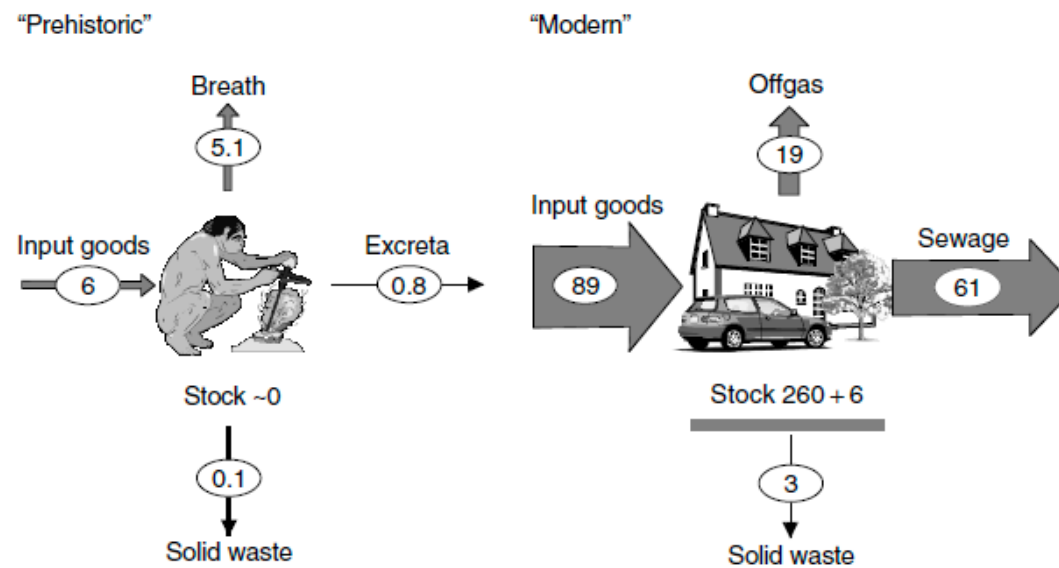 “Prehistoric”
Breath
5.1
Input goods
6
Excreta
0.8
Stock ~0
0.1
Solid waste
“Modern”
Offgas
19
Input goods
89
Sewage
61
Stock 260 + 6
3
Solid waste